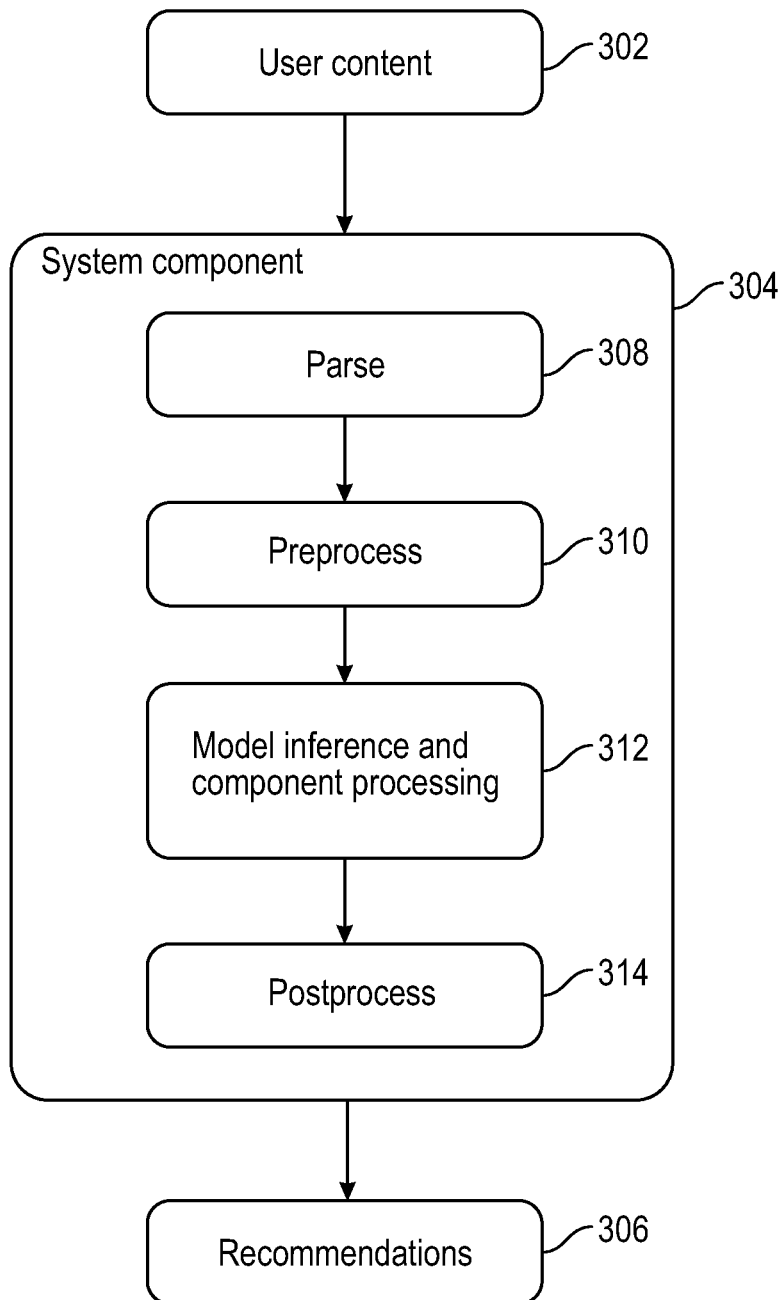 User content
302
System component
304
Parse
308
Preprocess
310
Model inference and
component processing
312
Postprocess
314
Recommendations
306